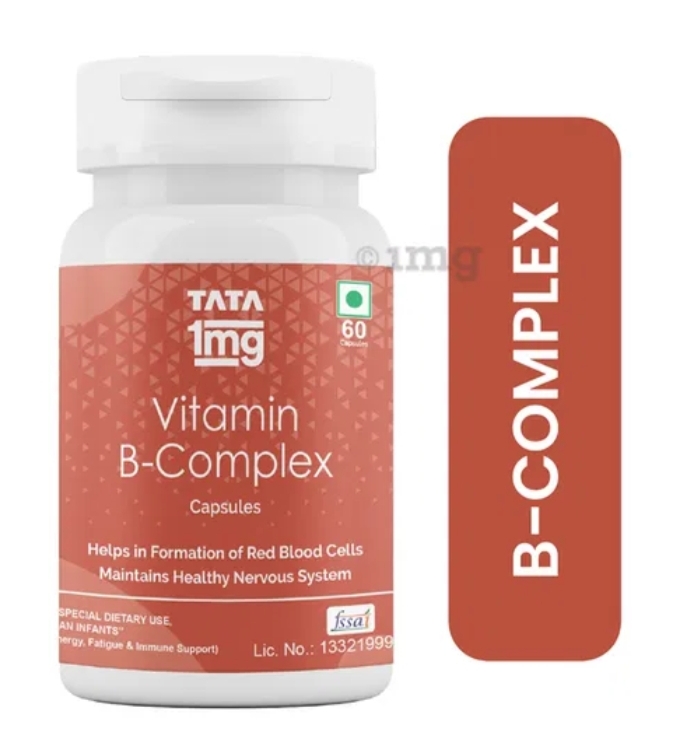 ©1mg
TATA
1mg
60
Capsules
Vitamin
B-Complex
Capsules
Helps in Formation of Red Blood Cells
Maintains Healthy Nervous System
SPECIAL DIETARY USE,
AN INFANTS"
nergy, Fatigue & Immune Support)
fssai
Lic. No.: 13321999
B-COMPLEX